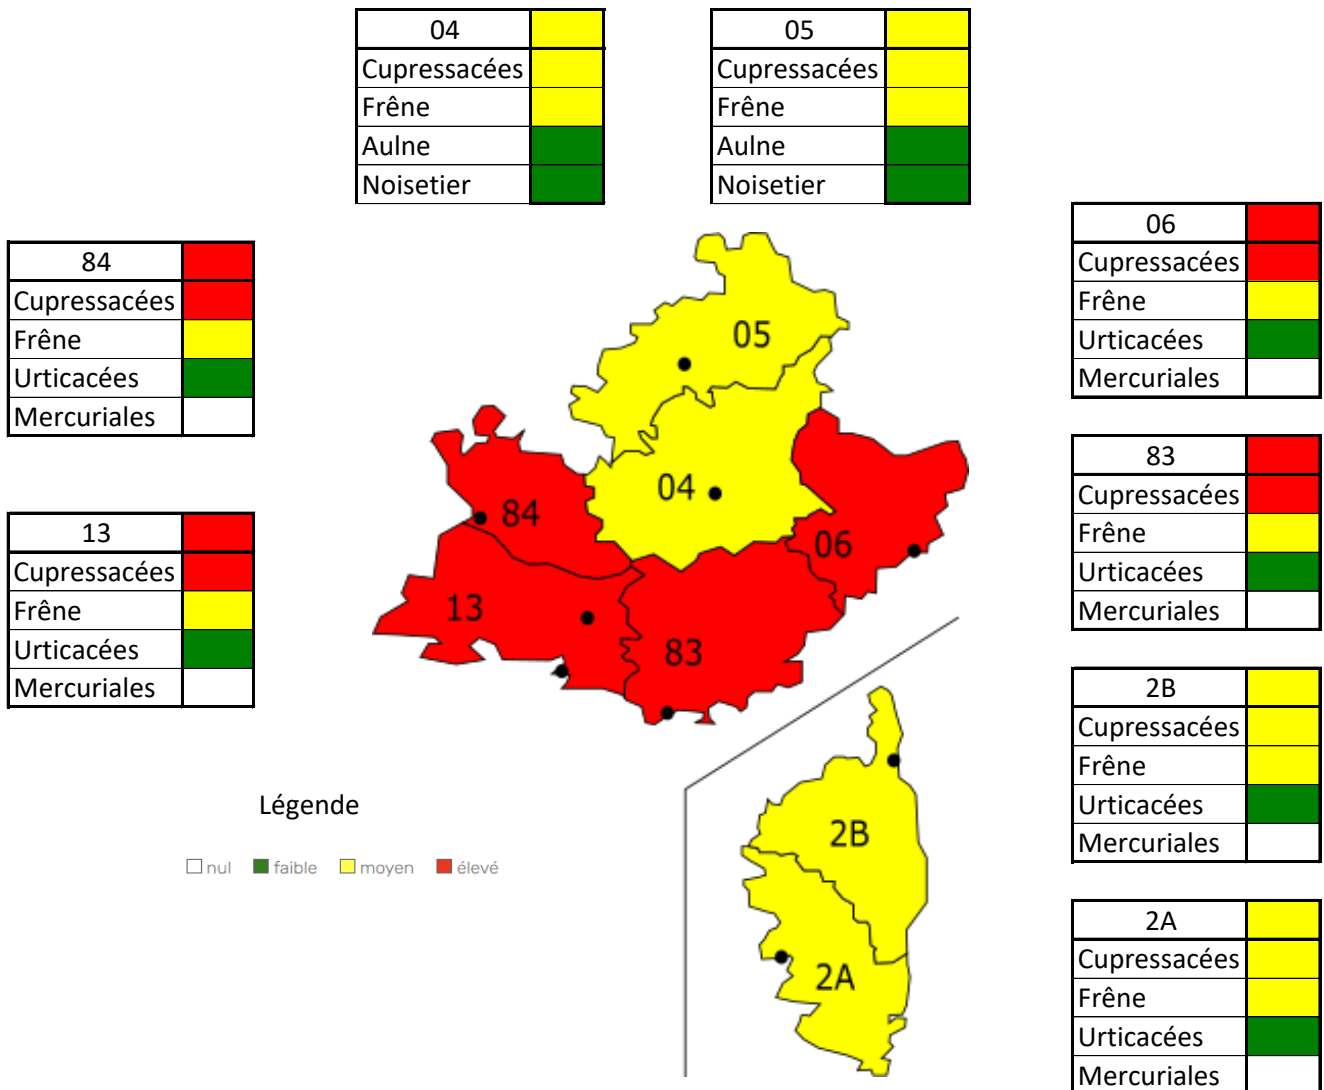 04
Cupressacées
Frêne
Aulne
Noisetier
05
Cupressacées
Frêne
Aulne
Noisetier
84
Cupressacées
Frêne
Urticacées
Mercuriales
13
Cupressacées
Frêne
Urticacées
Mercuriales
05
04
84
06
13
83
2B
2A
06
Cupressacées
Frêne
Urticacées
Mercuriales
83
Cupressacées
Frêne
Urticacées
Mercuriales
2B
Cupressacées
Frêne
Urticacées
Mercuriales
2A
Cupressacées
Frêne
Urticacées
Mercuriales
Légende
nul faible moyen élevé